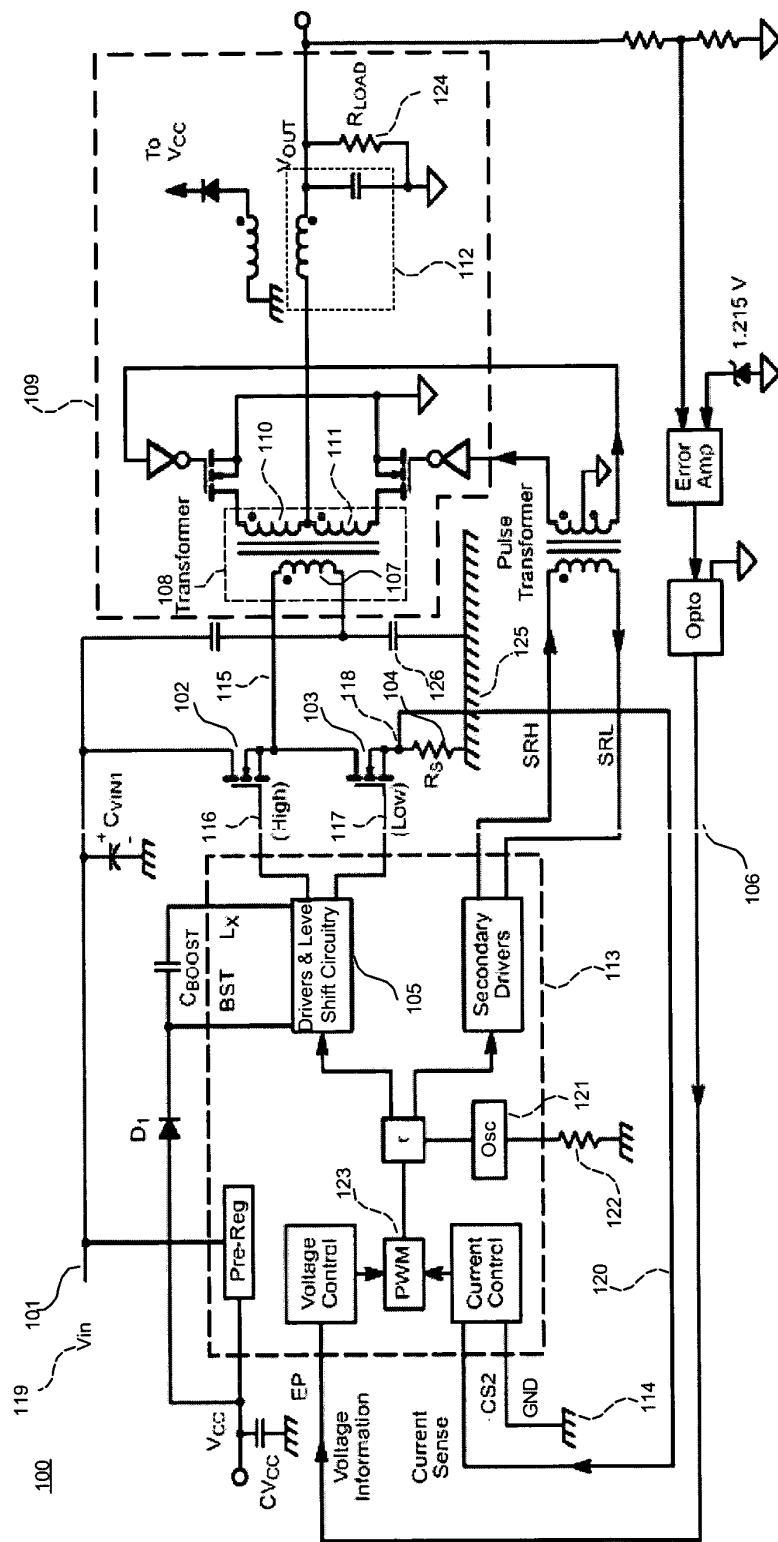 100
119
Vin
101
VCC
CVCC
D1
CBOOST
BST
LX
+
-
CVIN1
Pre-Reg
Drivers & Level
Shift Circuitry
105
116
(High)
117
(Low)
102
103
118
104
RS
115
126
125
108
Transformer
107
109
110
111
To
VCC
VOUT
RLOAD
124
112
EP
Voltage
Information
Voltage Control
123
PWM
Current
Control
Current
Sense
CS2
GND
114
τ
Osc
121
122
Secondary
Drivers
113
SRH
SRL
Pulse
Transformer
120
106
Opto
Error
Amp
1.215 V